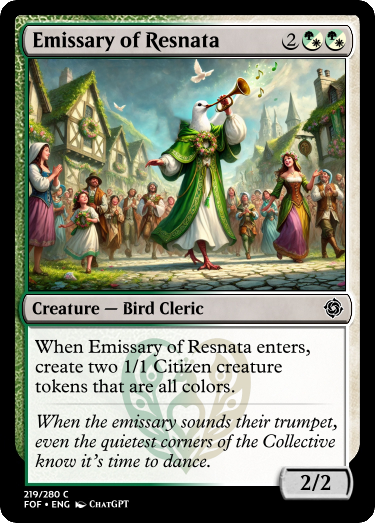 Emissary of Resnata 2
Creature — Bird Cleric
When Emissary of Resnata enters,
create two 1/1 Citizen creature
tokens that are all colors.
When the emissary sounds their trumpet,
even the quietest corners of the Collective
know it's time to dance.
2/2
219/280 C
FOF • ENG ChatGPT